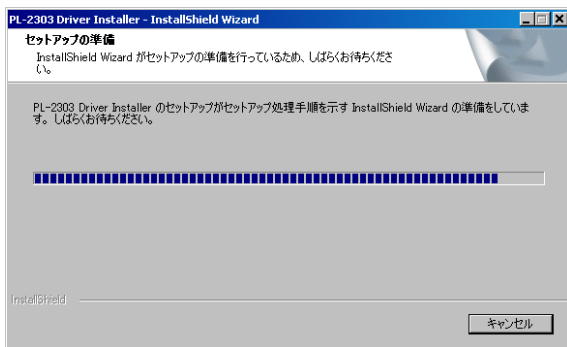 PL-2303 Driver Installer - InstallShield Wizard
セットアップの準備
InstallShield Wizard がセットアップの準備を行っているため、しばらくお待ちくださ
い。
PL-2303 Driver Installer のセットアップがセットアップ処理手順を示す InstallShield Wizard の準備をしていま
す。しばらくお待ちください。
InstallShield
キャンセル